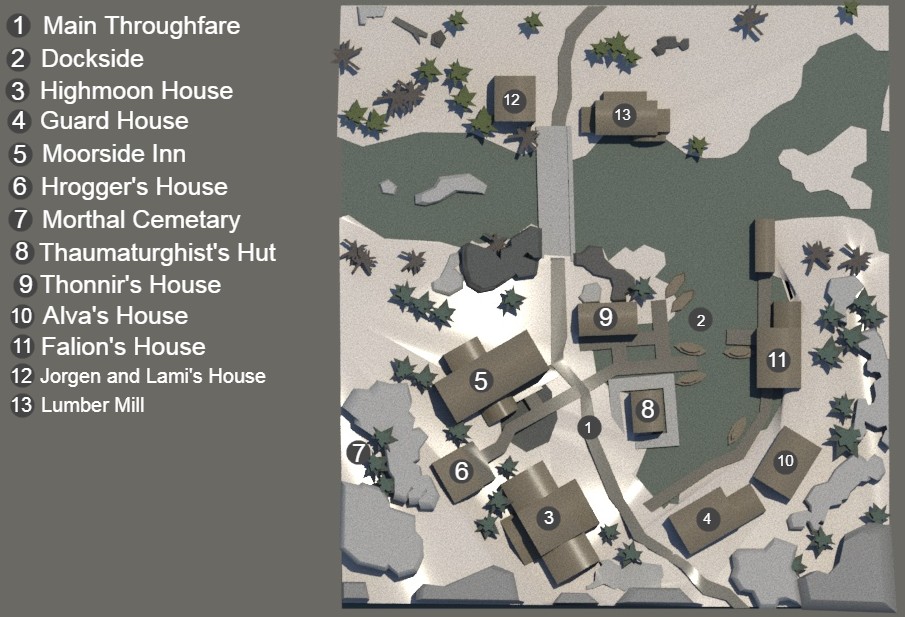 1 Main Throughfare
2 Dockside
3 Highmoon House
4 Guard House
5 Moorside Inn
6 Hrogger's House
7 Morthal Cemetary
8 Thaumaturghist's Hut
9 Thonnir's House
10 Alva's House
11 Falion's House
12 Jorgen and Lami's House
13 Lumber Mill
12
13
9
2
11
5
8
1
7
6
10
3
4